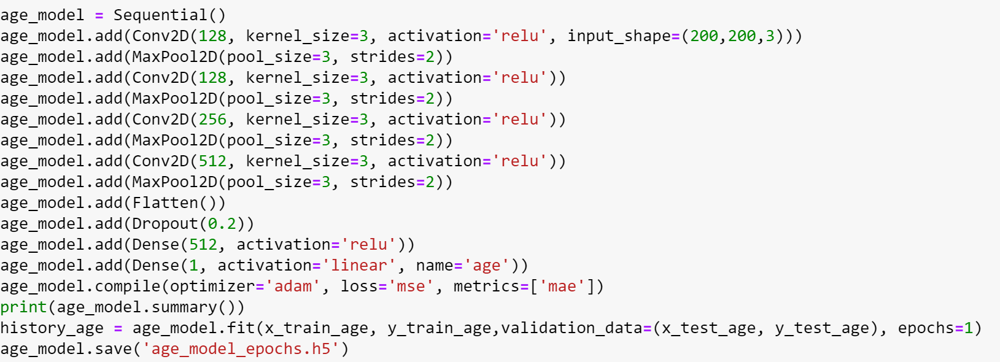 age_model = Sequential()
age_model.add(Conv2D(128, kernel_size=3, activation='relu', input_shape=(200,200,3)))
age_model.add(MaxPool2D(pool_size=3, strides=2))
age_model.add(Conv2D(128, kernel_size=3, activation='relu'))
age_model.add(MaxPool2D(pool_size=3, strides=2))
age_model.add(Conv2D(256, kernel_size=3, activation='relu'))
age_model.add(MaxPool2D(pool_size=3, strides=2))
age_model.add(Conv2D(512, kernel_size=3, activation='relu'))
age_model.add(MaxPool2D(pool_size=3, strides=2))
age_model.add(Flatten())
age_model.add(Dropout(0.2))
age_model.add(Dense(512, activation='relu'))
age_model.add(Dense(1, activation='linear', name='age'))
age_model.compile(optimizer='adam', loss='mse', metrics=['mae'])
print(age_model.summary())
history_age = age_model.fit(x_train_age, y_train_age,validation_data=(x_test_age, y_test_age), epochs=1)
age_model.save('age_model_epochs.h5')